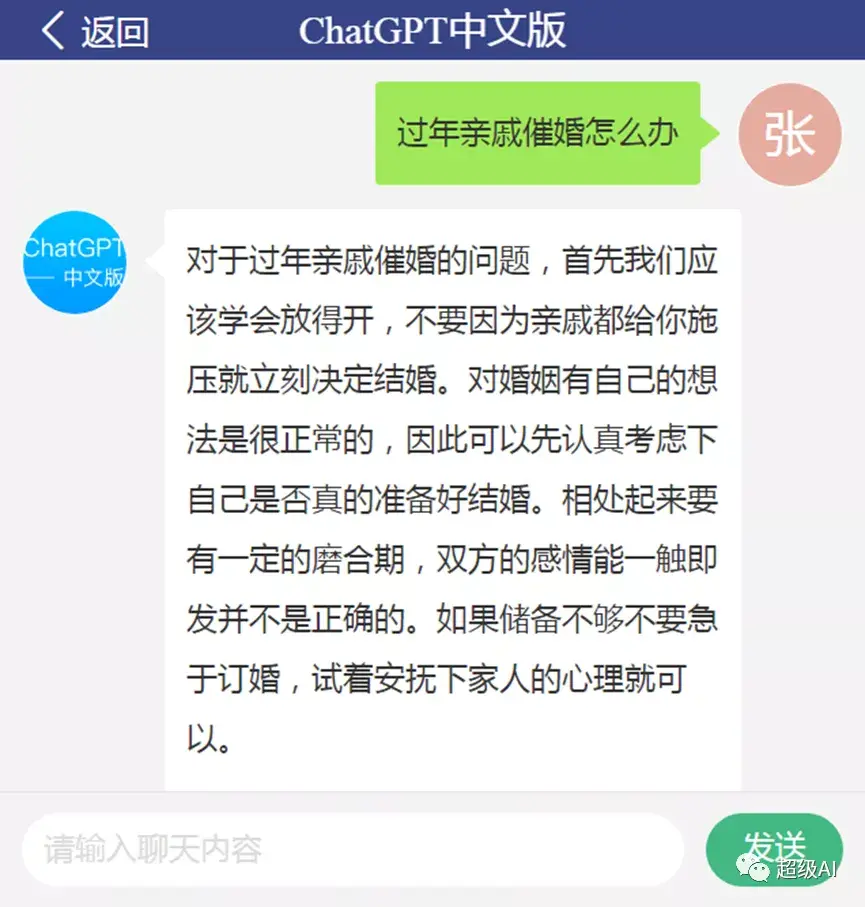 返回
ChatGPT中文版
过年亲戚催婚怎么办
张
ChatGPT
中文版
对于过年亲戚催婚的问题，首先我们应
该学会放得开，不要因为亲戚都给你施
压就立刻决定结婚。对婚姻有自己的想
法是很正常的，因此可以先认真考虑下
自己是否真的准备好结婚。相处起来要
有一定的磨合期，双方的感情能一触即
发并不是正确的。如果储备不够不要急
于订婚，试着安抚下家人的心理就可
以。
请输入聊天内容
发送
超级AI